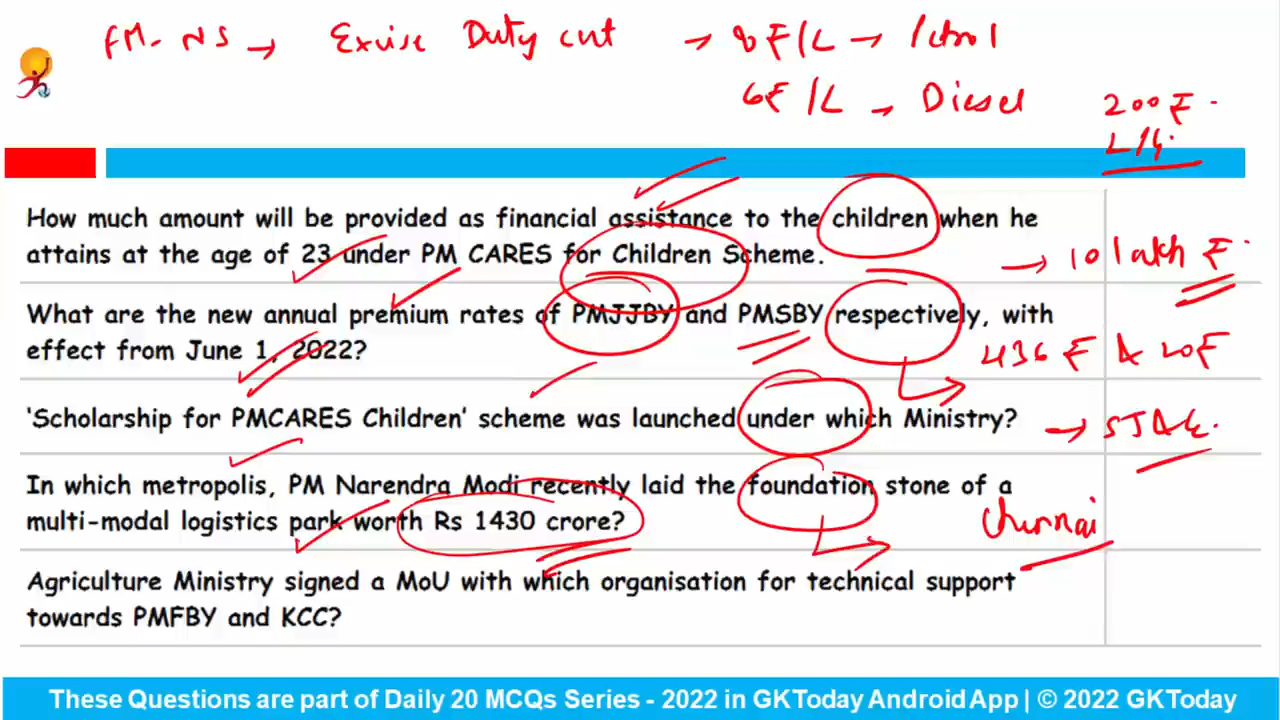 FM - NS → Excise Duty cut → 8 ₹/L → Petrol
6₹/L → Diesel
200 ₹
How much amount will be provided as financial assistance to the children when he
attains at the age of 23 under PM CARES for Children Scheme.
→ 10 lakh ₹
What are the new annual premium rates of PMJJBY and PMSBY respectively, with
effect from June 1, 2022?
436 ₹ & 20 ₹
‘Scholarship for PMCARES Children’ scheme was launched under which Ministry?
→ SJ&E
In which metropolis, PM Narendra Modi recently laid the foundation stone of a
multi-modal logistics park worth Rs 1430 crore?
Chennai
Agriculture Ministry signed a MoU with which organisation for technical support
towards PMFBY and KCC?
These Questions are part of Daily 20 MCQs Series - 2022 in GKToday Android App | © 2022 GKToday